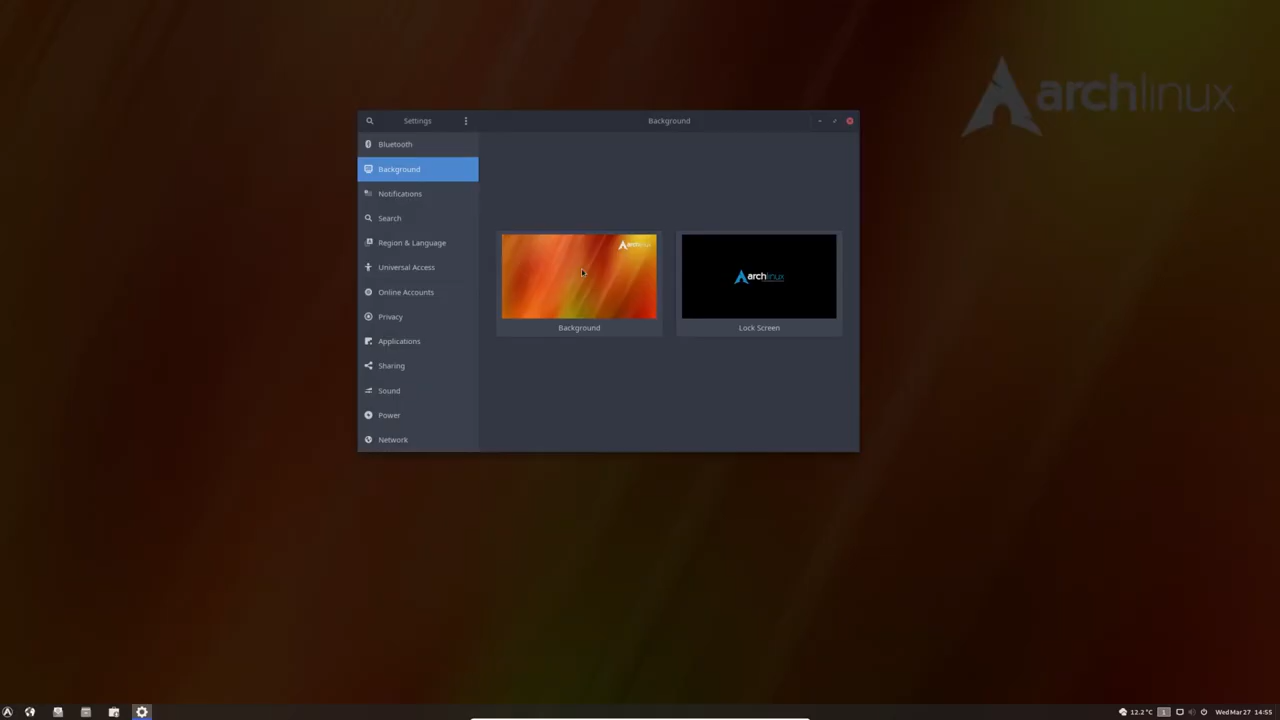 archlinux
Settings
Background
Bluetooth
Background
Notifications
Search
Region & Language
Universal Access
Online Accounts
Privacy
Applications
Sharing
Sound
Power
Network
archlinux
Background
archlinux
Lock Screen
12.2 °C
1
Wed Mar 27 14:55